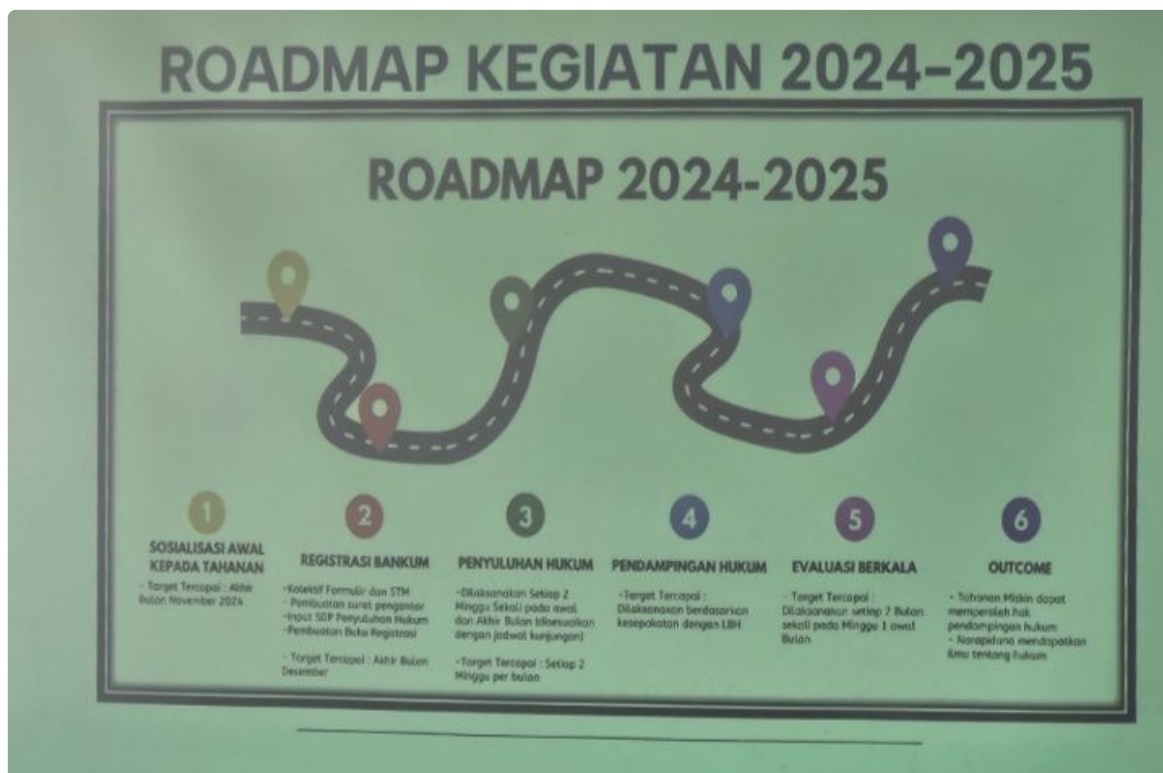 ROADMAP KEGIATAN 2024-2025
ROADMAP 2024-2025
1
SOSIALISASI AWAL
KEPADA TAHANAN
- Target Tercapai : Akhir
Bulan November 2024
2
REGISTRASI BANKUM
-Kolektif Formulir dan STM
- Pembuatan surat pengantar
-Input SDP Penyuluhan Hukum
-Pembuatan Buku Registrasi
- Target Tercapai : Akhir Bulan
Desember
3
PENYULUHAN HUKUM
-Dilaksanakan Setiap 2
Minggu Sekali pada awal
dan Akhir Bulan (disesuaikan
dengan jadwal kunjungan)
-Target Tercapai : Setiap 2
Minggu per bulan
4
PENDAMPINGAN HUKUM
-Target Tercapai :
Dilaksanakan berdasarkan
kesepakatan dengan LBH
5
EVALUASI BERKALA
- Target Tercapai :
Dilaksanakan setiap 2 Bulan
sekali pada Minggu 1 awal
Bulan
6
OUTCOME
- Tahanan Miskin dapat
memperoleh hak
pendampingan hukum
- Narapidana mendapatkan
ilmu tentang hukum